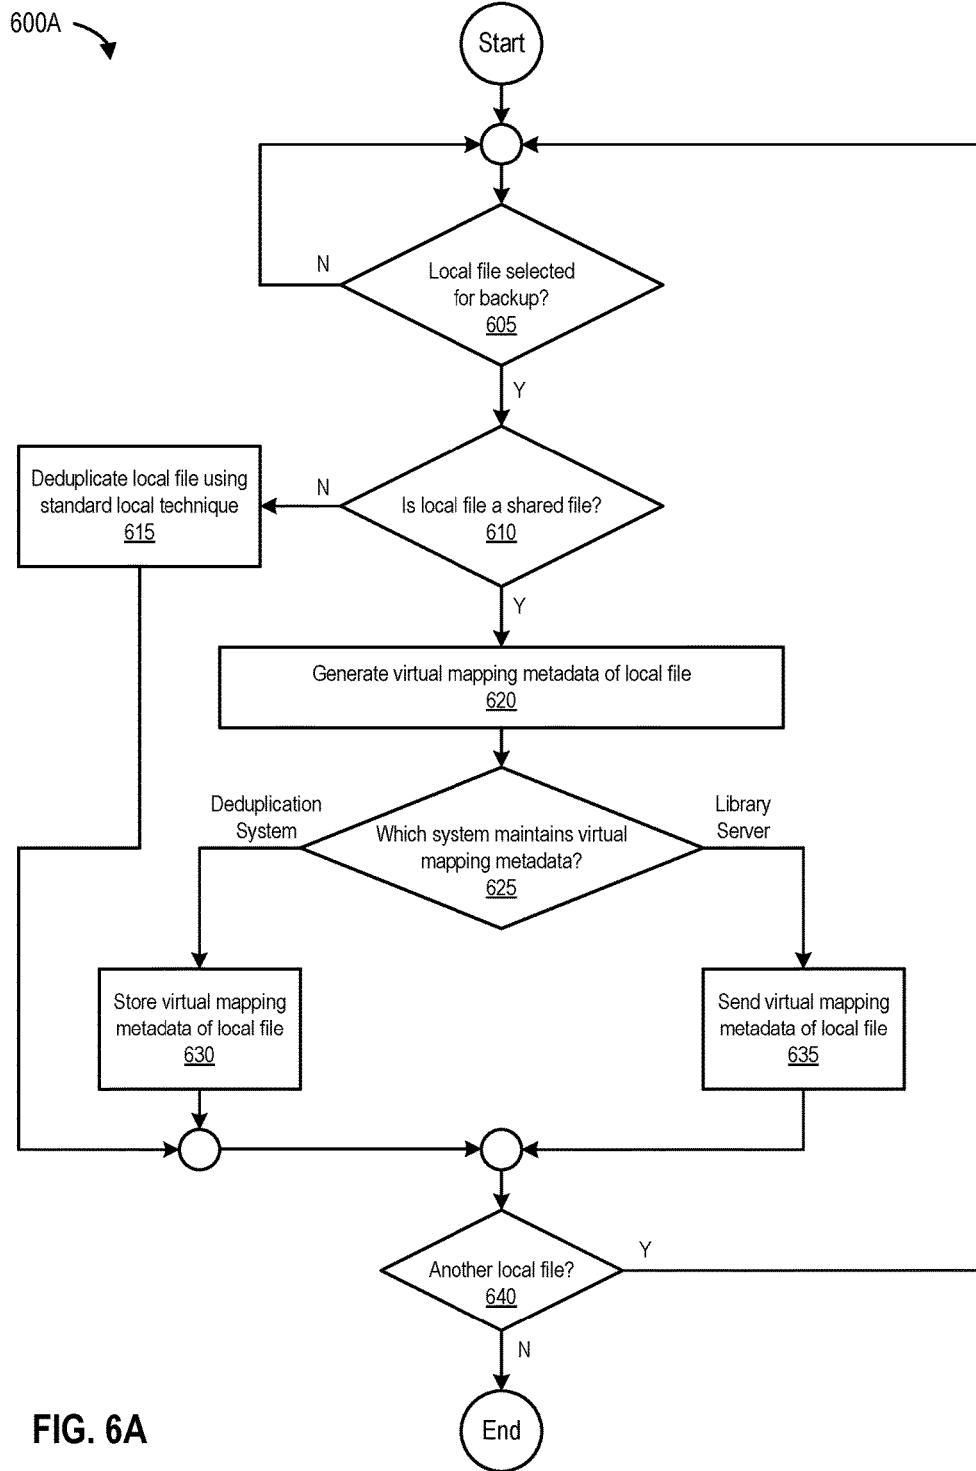 600A
Start
N
Local file selected
for backup?
605
Y
Deduplicate local file using
standard local technique
615
N
Is local file a shared file?
610
Y
Generate virtual mapping metadata of local file
620
Deduplication
System
Library
Server
Which system maintains virtual
mapping metadata?
625
Store virtual mapping
metadata of local file
630
Send virtual mapping
metadata of local file
635
Another local file?
640
Y
N
End
FIG. 6A